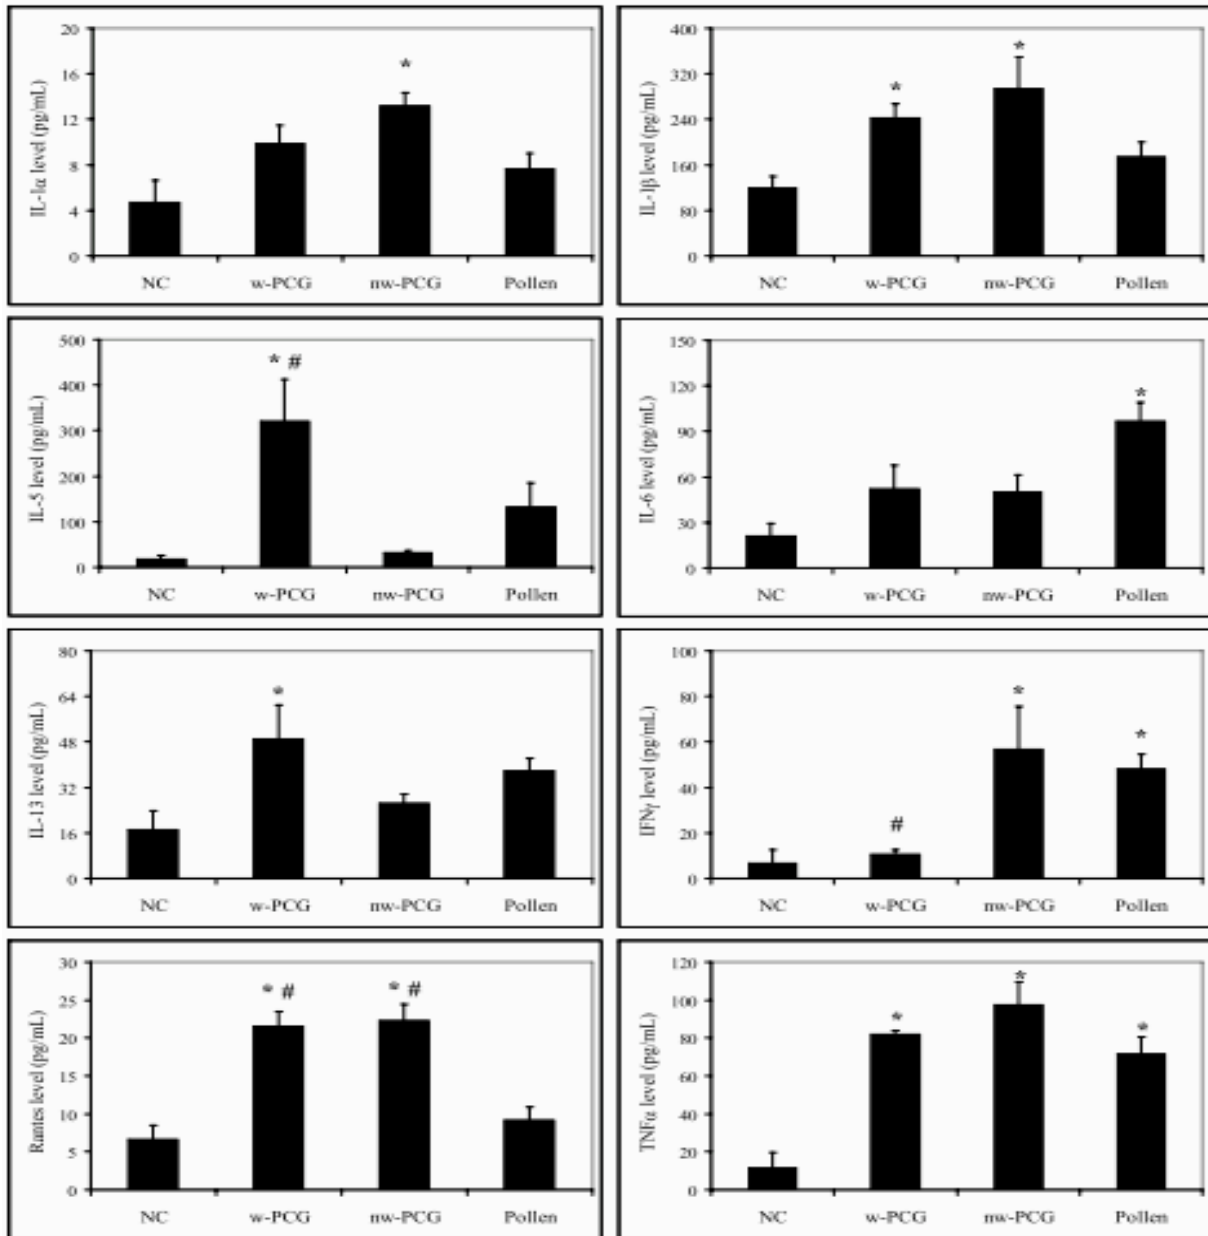 IL-1α level (pg/mL)
20
16
12
8
4
0
*
NC w-PCG nw-PCG Pollen
IL-1β level (pg/mL)
400
320
240
160
80
0
* *
NC w-PCG nw-PCG Pollen
IL-5 level (pg/mL)
500
400
300
200
100
0
* #
NC w-PCG nw-PCG Pollen
IL-6 level (pg/mL)
150
120
90
60
30
0
*
NC w-PCG nw-PCG Pollen
IL-13 level (pg/mL)
80
64
48
32
16
0
*
NC w-PCG nw-PCG Pollen
IFNγ level (pg/mL)
100
80
60
40
20
0
# * *
NC w-PCG nw-PCG Pollen
Rantes level (pg/mL)
30
25
20
15
10
5
0
* # * #
NC w-PCG nw-PCG Pollen
TNFα level (pg/mL)
120
100
80
60
40
20
0
* * *
NC w-PCG nw-PCG Pollen